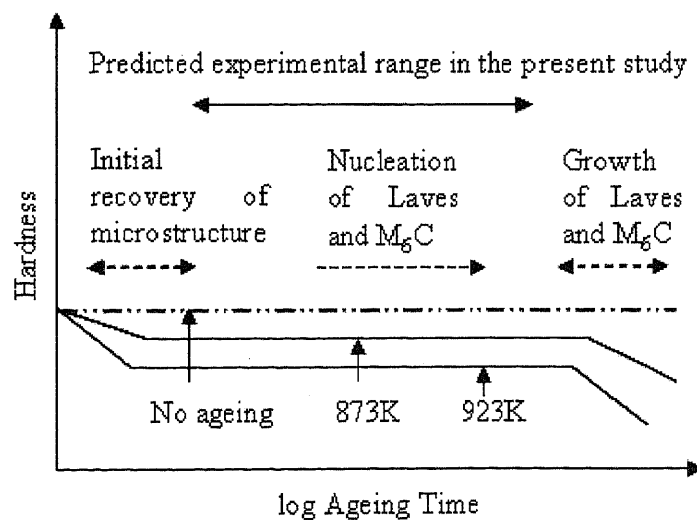 Predicted experimental range in the present study
Initial
recovery of
microstructure
Nucleation
of Laves
and M₆C
Growth
of Laves
and M₆C
Hardness
No ageing
873K
923K
log Ageing Time